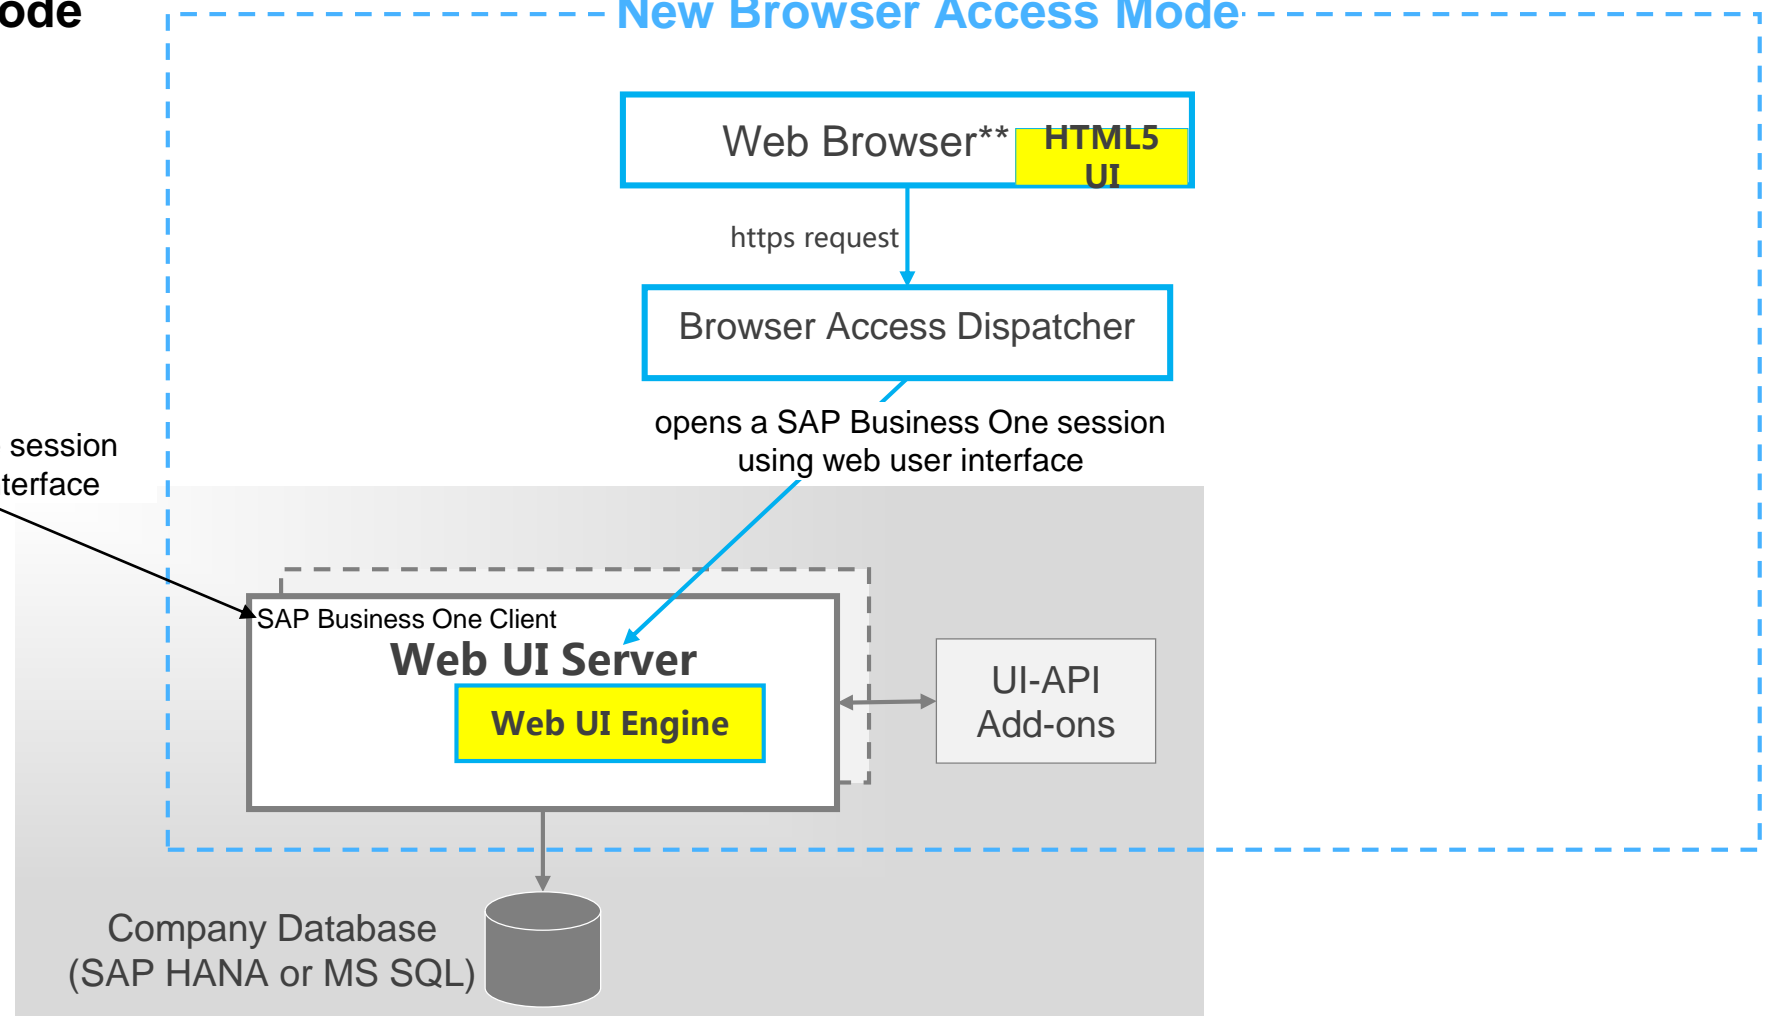 New Browser Access Mode
Web Browser**
HTML5
UI
https request
Browser Access Dispatcher
opens a SAP Business One session
using web user interface
session
SAP Business One Client
Web UI Server
Web UI Engine
UI-API
Add-ons
Company Database
(SAP HANA or MS SQL)